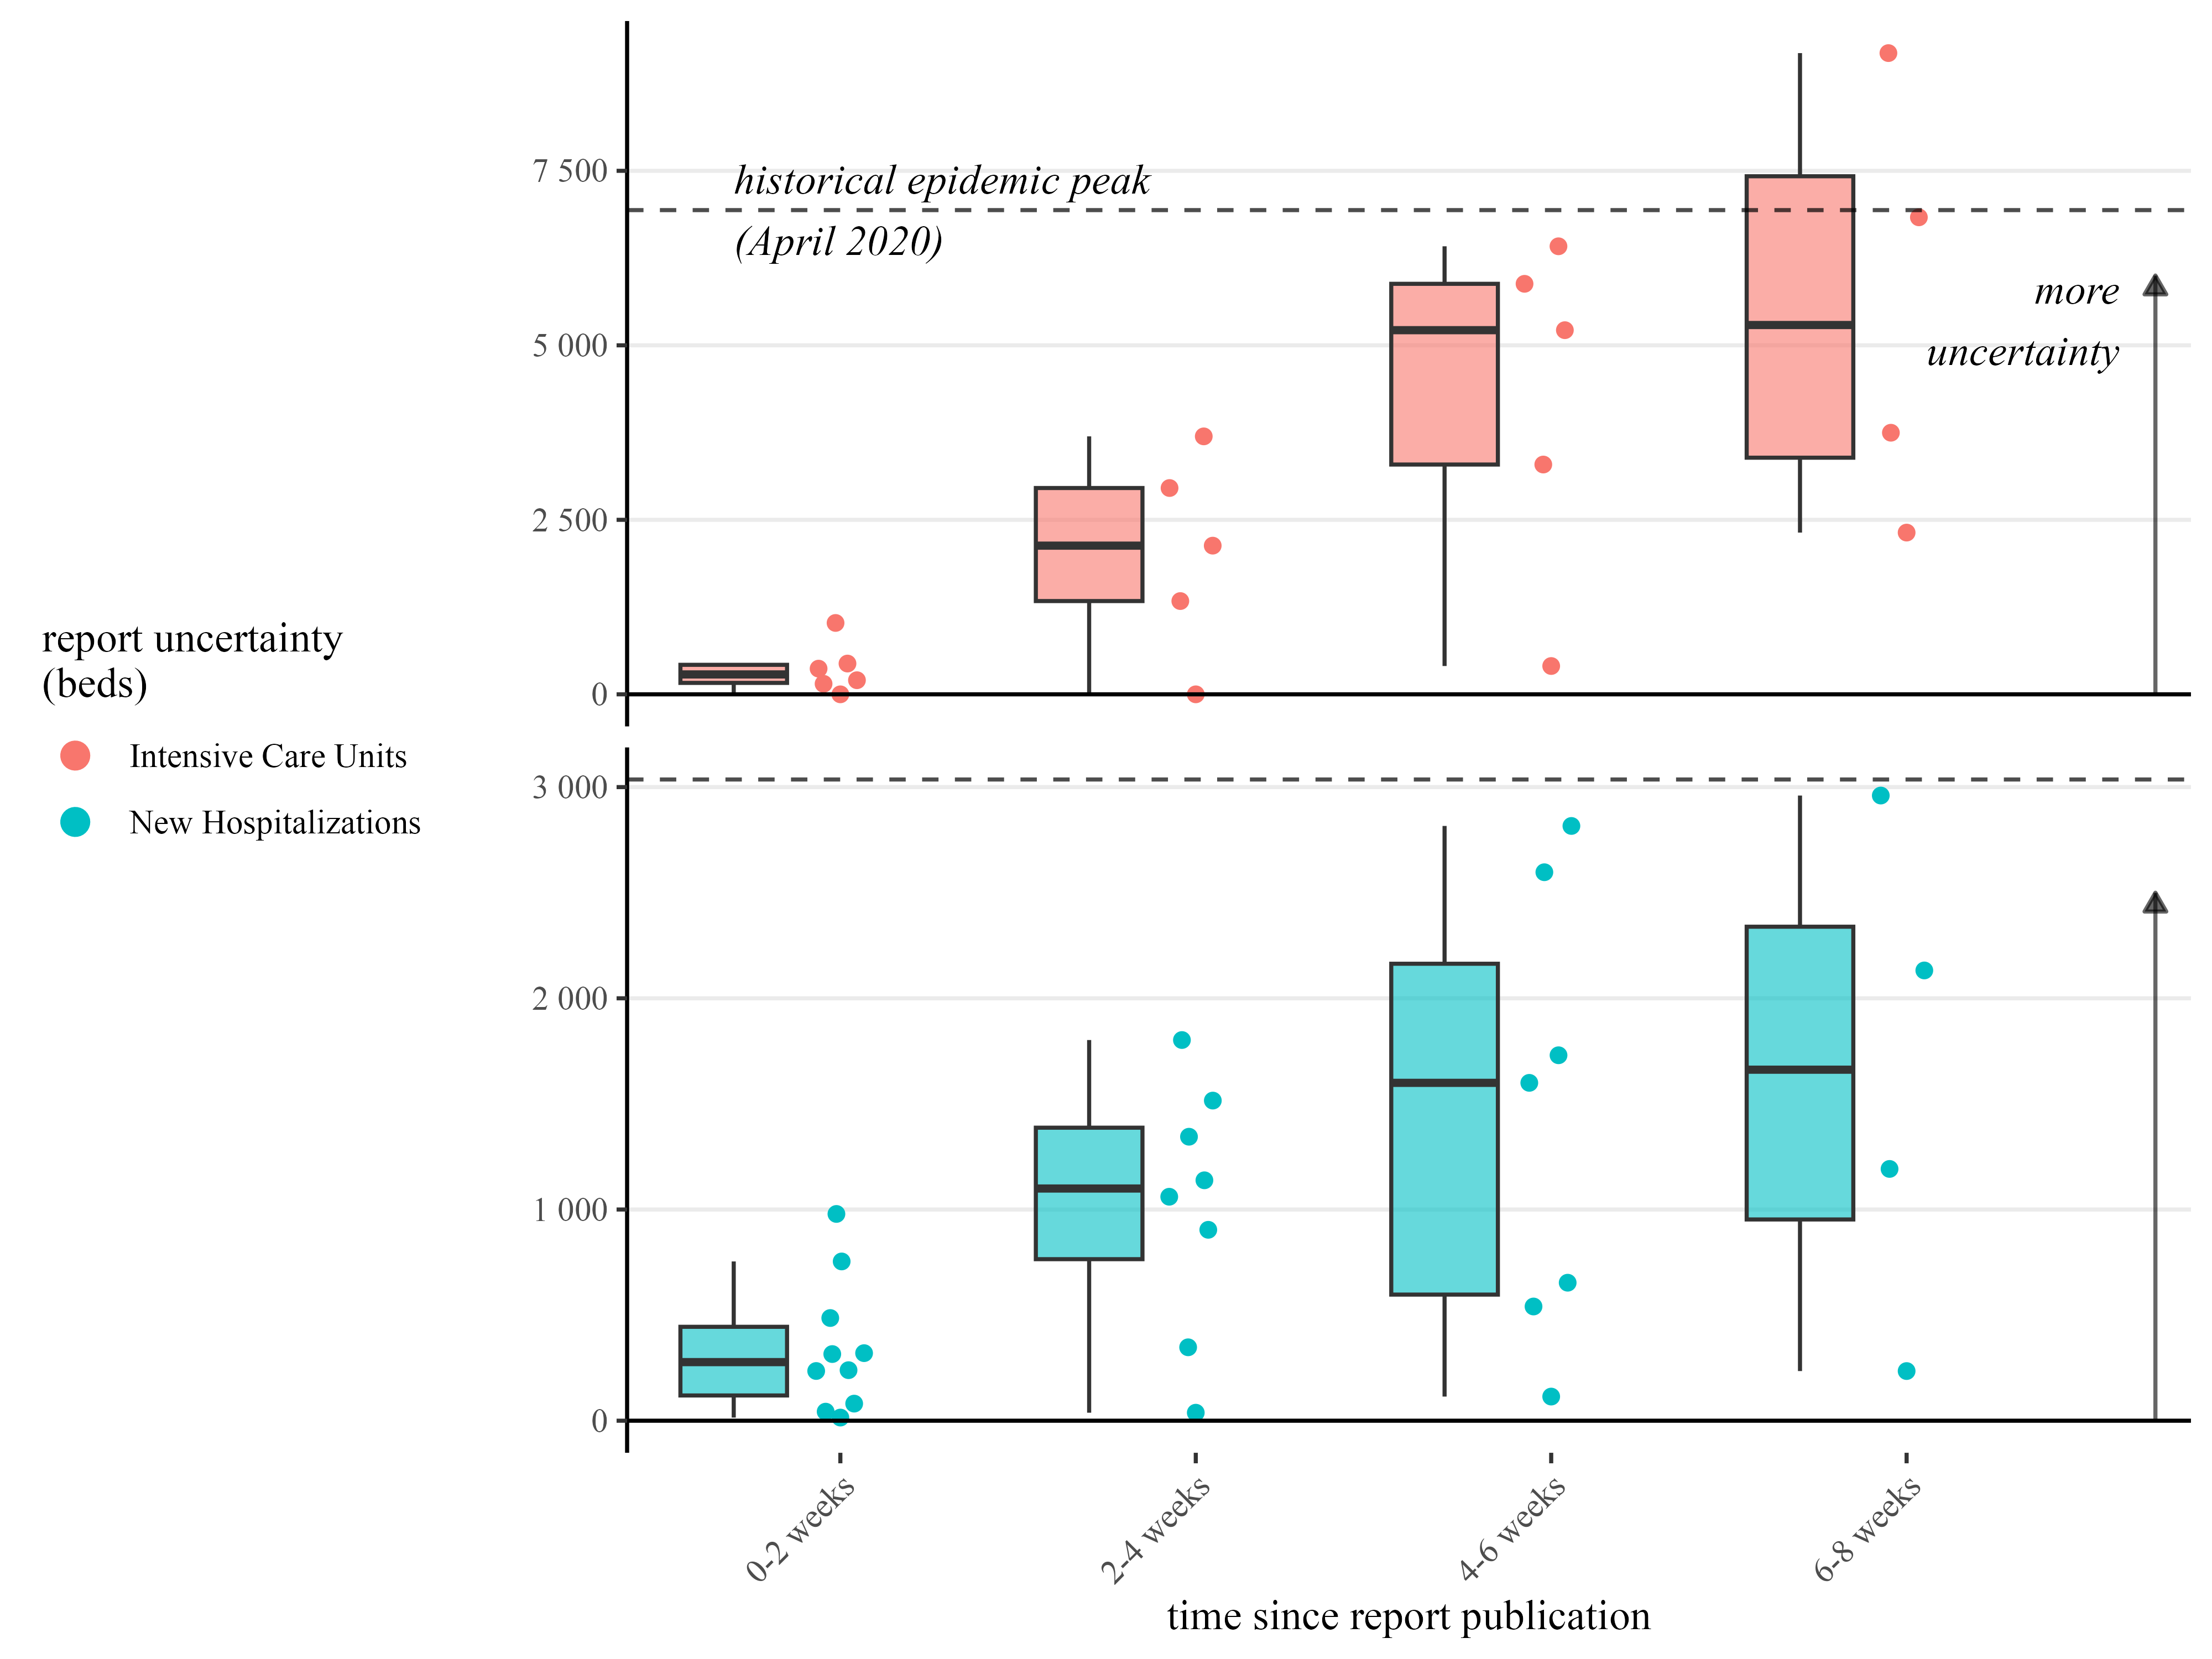 report uncertainty
(beds)
Intensive Care Units
New Hospitalizations
7 500
5 000
2 500
0
historical epidemic peak
(April 2020)
more
uncertainty
3 000
2 000
1 000
0
0-2 weeks
2-4 weeks
4-6 weeks
6-8 weeks
time since report publication